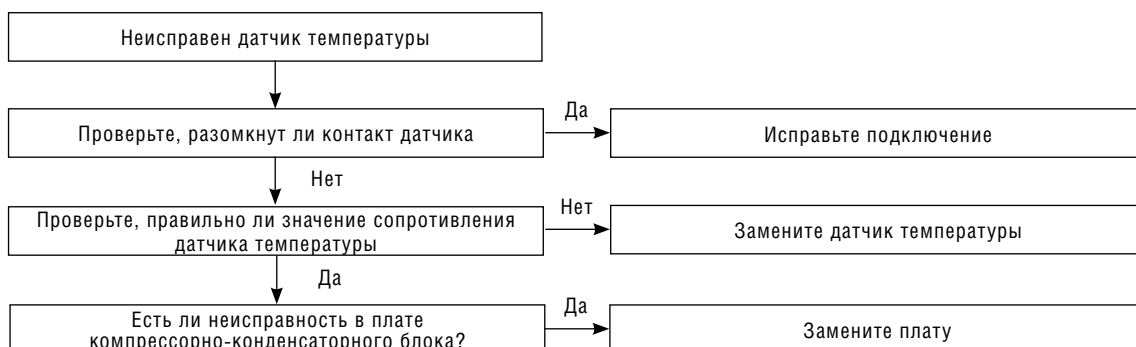 Неисправен датчик температуры
Проверьте, разомкнут ли контакт датчика
Да
Исправьте подключение
Нет
Проверьте, правильно ли значение сопротивления
датчика температуры
Нет
Замените датчик температуры
Да
Есть ли неисправность в плате
компрессорно-конденсаторного блока?
Да
Замените плату